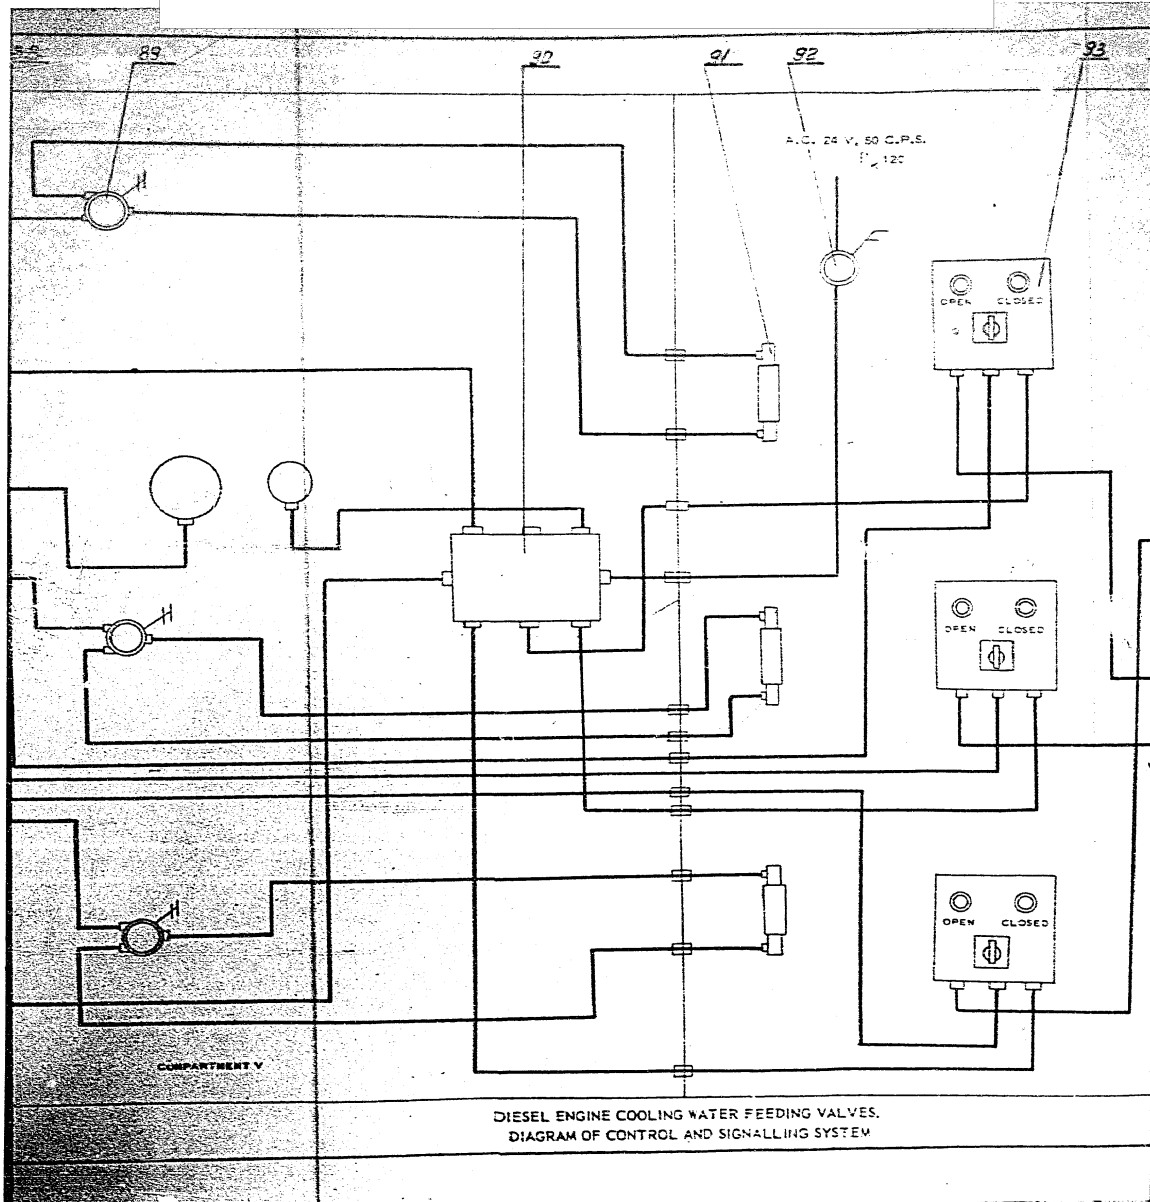 89
90
91
92
93
A.C. 24 V, 50 C.P.S.
120
OPEN CLOSED
OPEN CLOSED
OPEN CLOSED
COMPARTMENT V
DIESEL ENGINE COOLING WATER FEEDING VALVES.
DIAGRAM OF CONTROL AND SIGNALLING SYSTEM